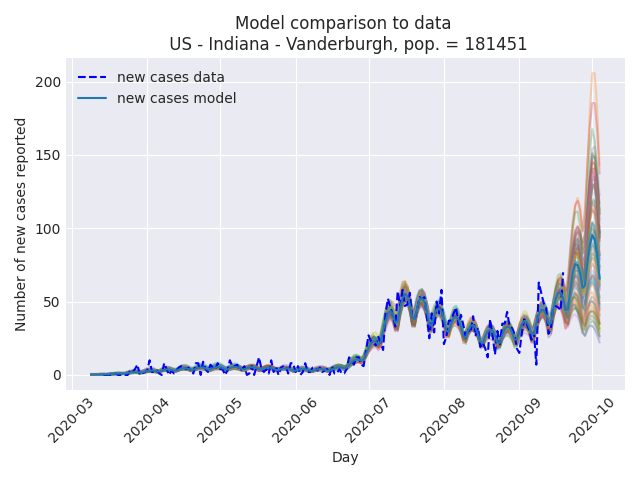 Model comparison to data
US - Indiana - Vanderburgh, pop. = 181451
new cases data
new cases model
Number of new cases reported
200
150
100
50
0
2020-03
2020-04
2020-05
2020-06
2020-07
2020-08
2020-09
2020-10
Day